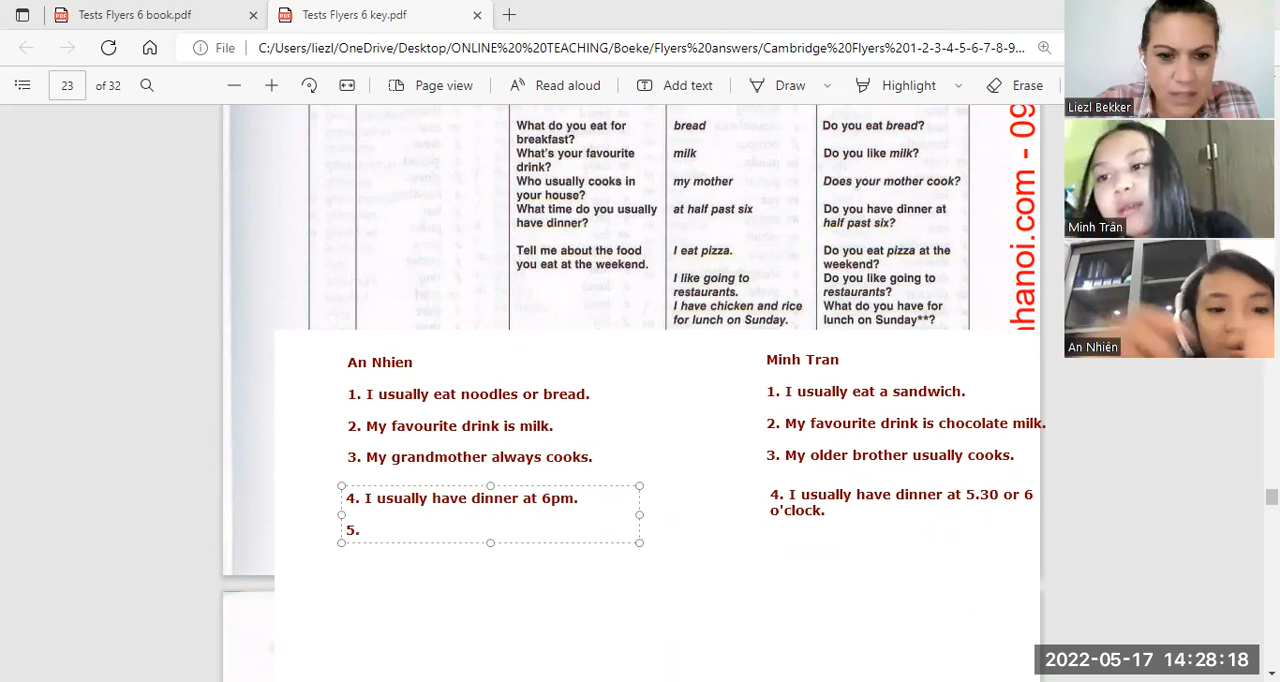 Tests Flyers 6 book.pdf
Tests Flyers 6 key.pdf
File
C:/Users/liezl/OneDrive/Desktop/ONLINE%20%20TEACHING/Boeke/Flyers%20answers/Cambridge%20Flyers%201-2-3-4-5-6-7-8-9...
23 of 32
Page view
Read aloud
Add text
Draw
Highlight
Erase
What do you eat for
breakfast?
What's your favourite
drink?
Who usually cooks in
your house?
What time do you usually
have dinner?
Tell me about the food
you eat at the weekend.
bread
milk
my mother
at half past six
I eat pizza.
I like going to
restaurants.
I have chicken and rice
for lunch on Sunday.
Do you eat bread?
Do you like milk?
Does your mother cook?
Do you have dinner at
half past six?
Do you eat pizza at the
weekend?
Do you like going to
restaurants?
What do you have for
lunch on Sunday**?
nhanoi.com - 09
An Nhien
1. I usually eat noodles or bread.
2. My favourite drink is milk.
3. My grandmother always cooks.
4. I usually have dinner at 6pm.
5.
Minh Tran
1. I usually eat a sandwich.
2. My favourite drink is chocolate milk.
3. My older brother usually cooks.
4. I usually have dinner at 5.30 or 6
o'clock.
Liezl Bekker
Minh Trân
An Nhiên
2022-05-17 14:28:18